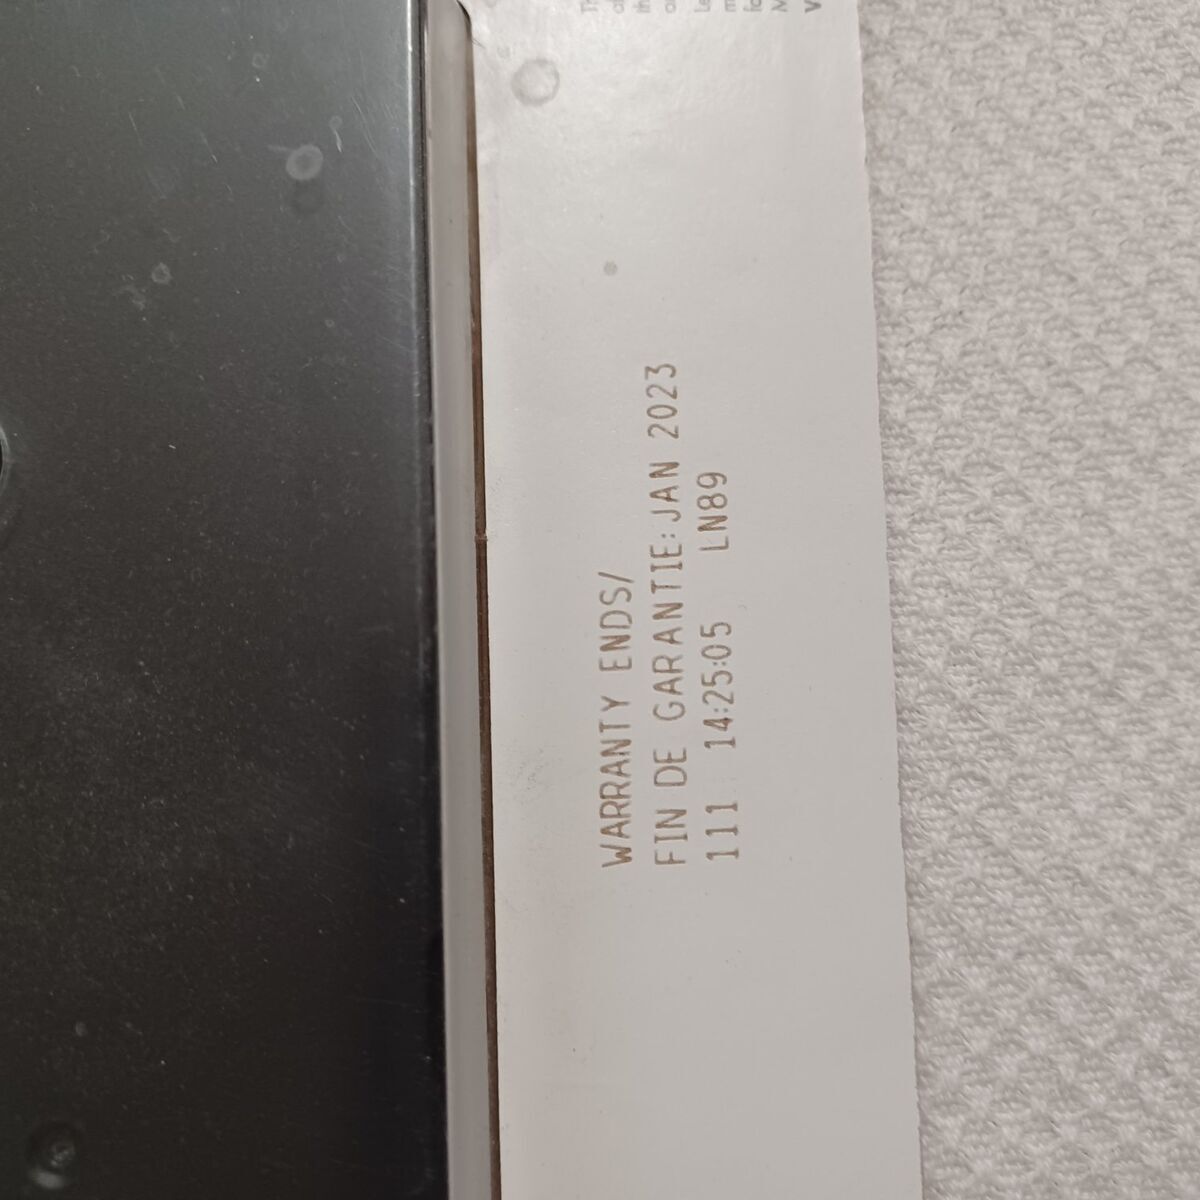 WARRANTY ENDS/
FIN DE GARANTIE: JAN 2023
111 14:25:05 LN89